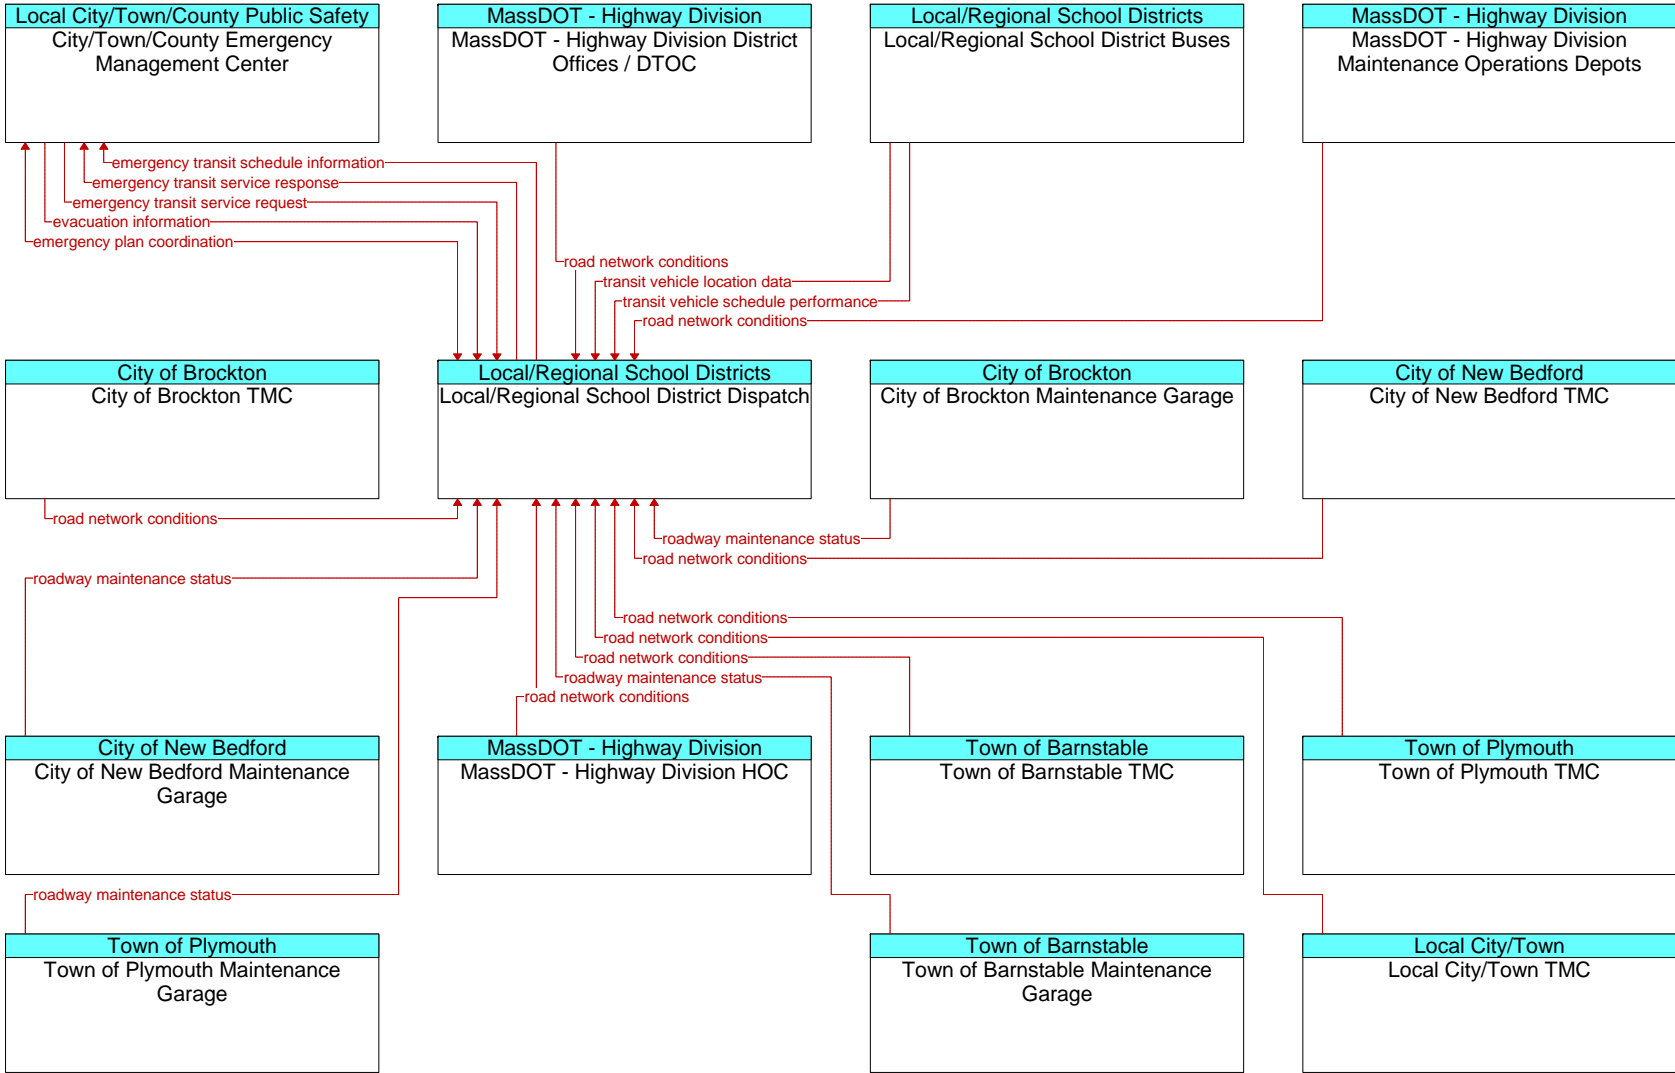 Local City/Town/County Public Safety
City/Town/County Emergency
Management Center
MassDOT - Highway Division
MassDOT - Highway Division District
Offices / DTOC
Local/Regional School Districts
Local/Regional School District Buses
MassDOT - Highway Division
MassDOT - Highway Division
Maintenance Operations Depots
emergency transit schedule information
emergency transit service response
emergency transit service request
evacuation information
emergency plan coordination
road network conditions
transit vehicle location data
transit vehicle schedule performance
road network conditions
City of Brockton
City of Brockton TMC
Local/Regional School Districts
Local/Regional School District Dispatch
City of Brockton
City of Brockton Maintenance Garage
City of New Bedford
City of New Bedford TMC
road network conditions
roadway maintenance status
road network conditions
roadway maintenance status
road network conditions
road network conditions
road network conditions
roadway maintenance status
road network conditions
City of New Bedford
City of New Bedford Maintenance
Garage
MassDOT - Highway Division
MassDOT - Highway Division HOC
Town of Barnstable
Town of Barnstable TMC
Town of Plymouth
Town of Plymouth TMC
roadway maintenance status
Town of Plymouth
Town of Plymouth Maintenance
Garage
Town of Barnstable
Town of Barnstable Maintenance
Garage
Local City/Town
Local City/Town TMC